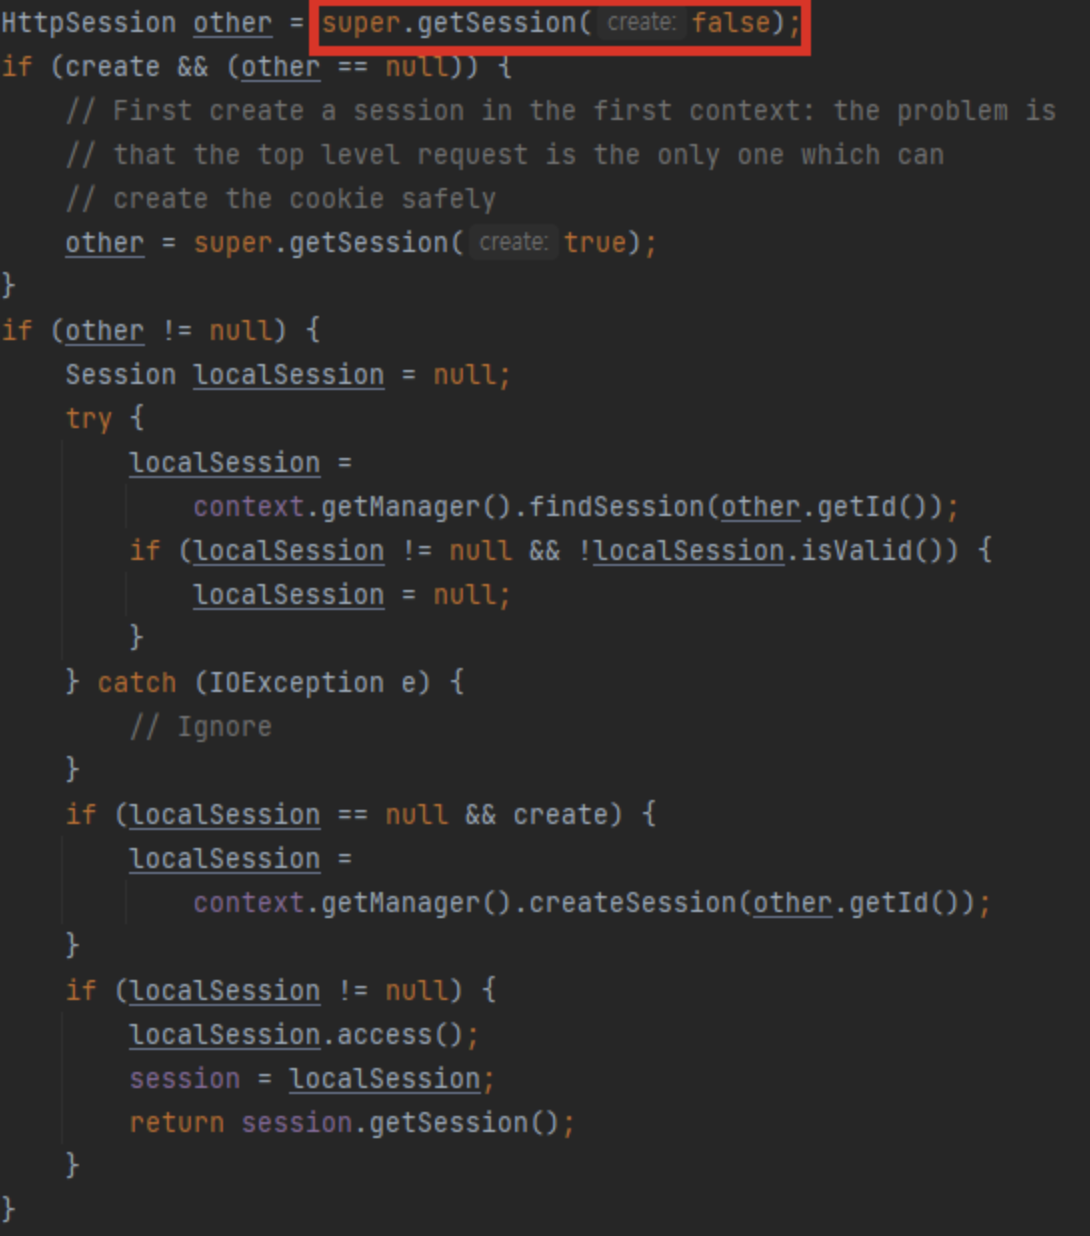 HttpSession other = super.getSession( create: false);
if (create && (other == null)) {
    // First create a session in the first context: the problem is
    // that the top level request is the only one which can
    // create the cookie safely
    other = super.getSession( create: true);
}
if (other != null) {
    Session localSession = null;
    try {
        localSession =
            context.getManager().findSession(other.getId());
        if (localSession != null && !localSession.isValid()) {
            localSession = null;
        }
    } catch (IOException e) {
        // Ignore
    }
    if (localSession == null && create) {
        localSession =
            context.getManager().createSession(other.getId());
    }
    if (localSession != null) {
        localSession.access();
        session = localSession;
        return session.getSession();
    }
}